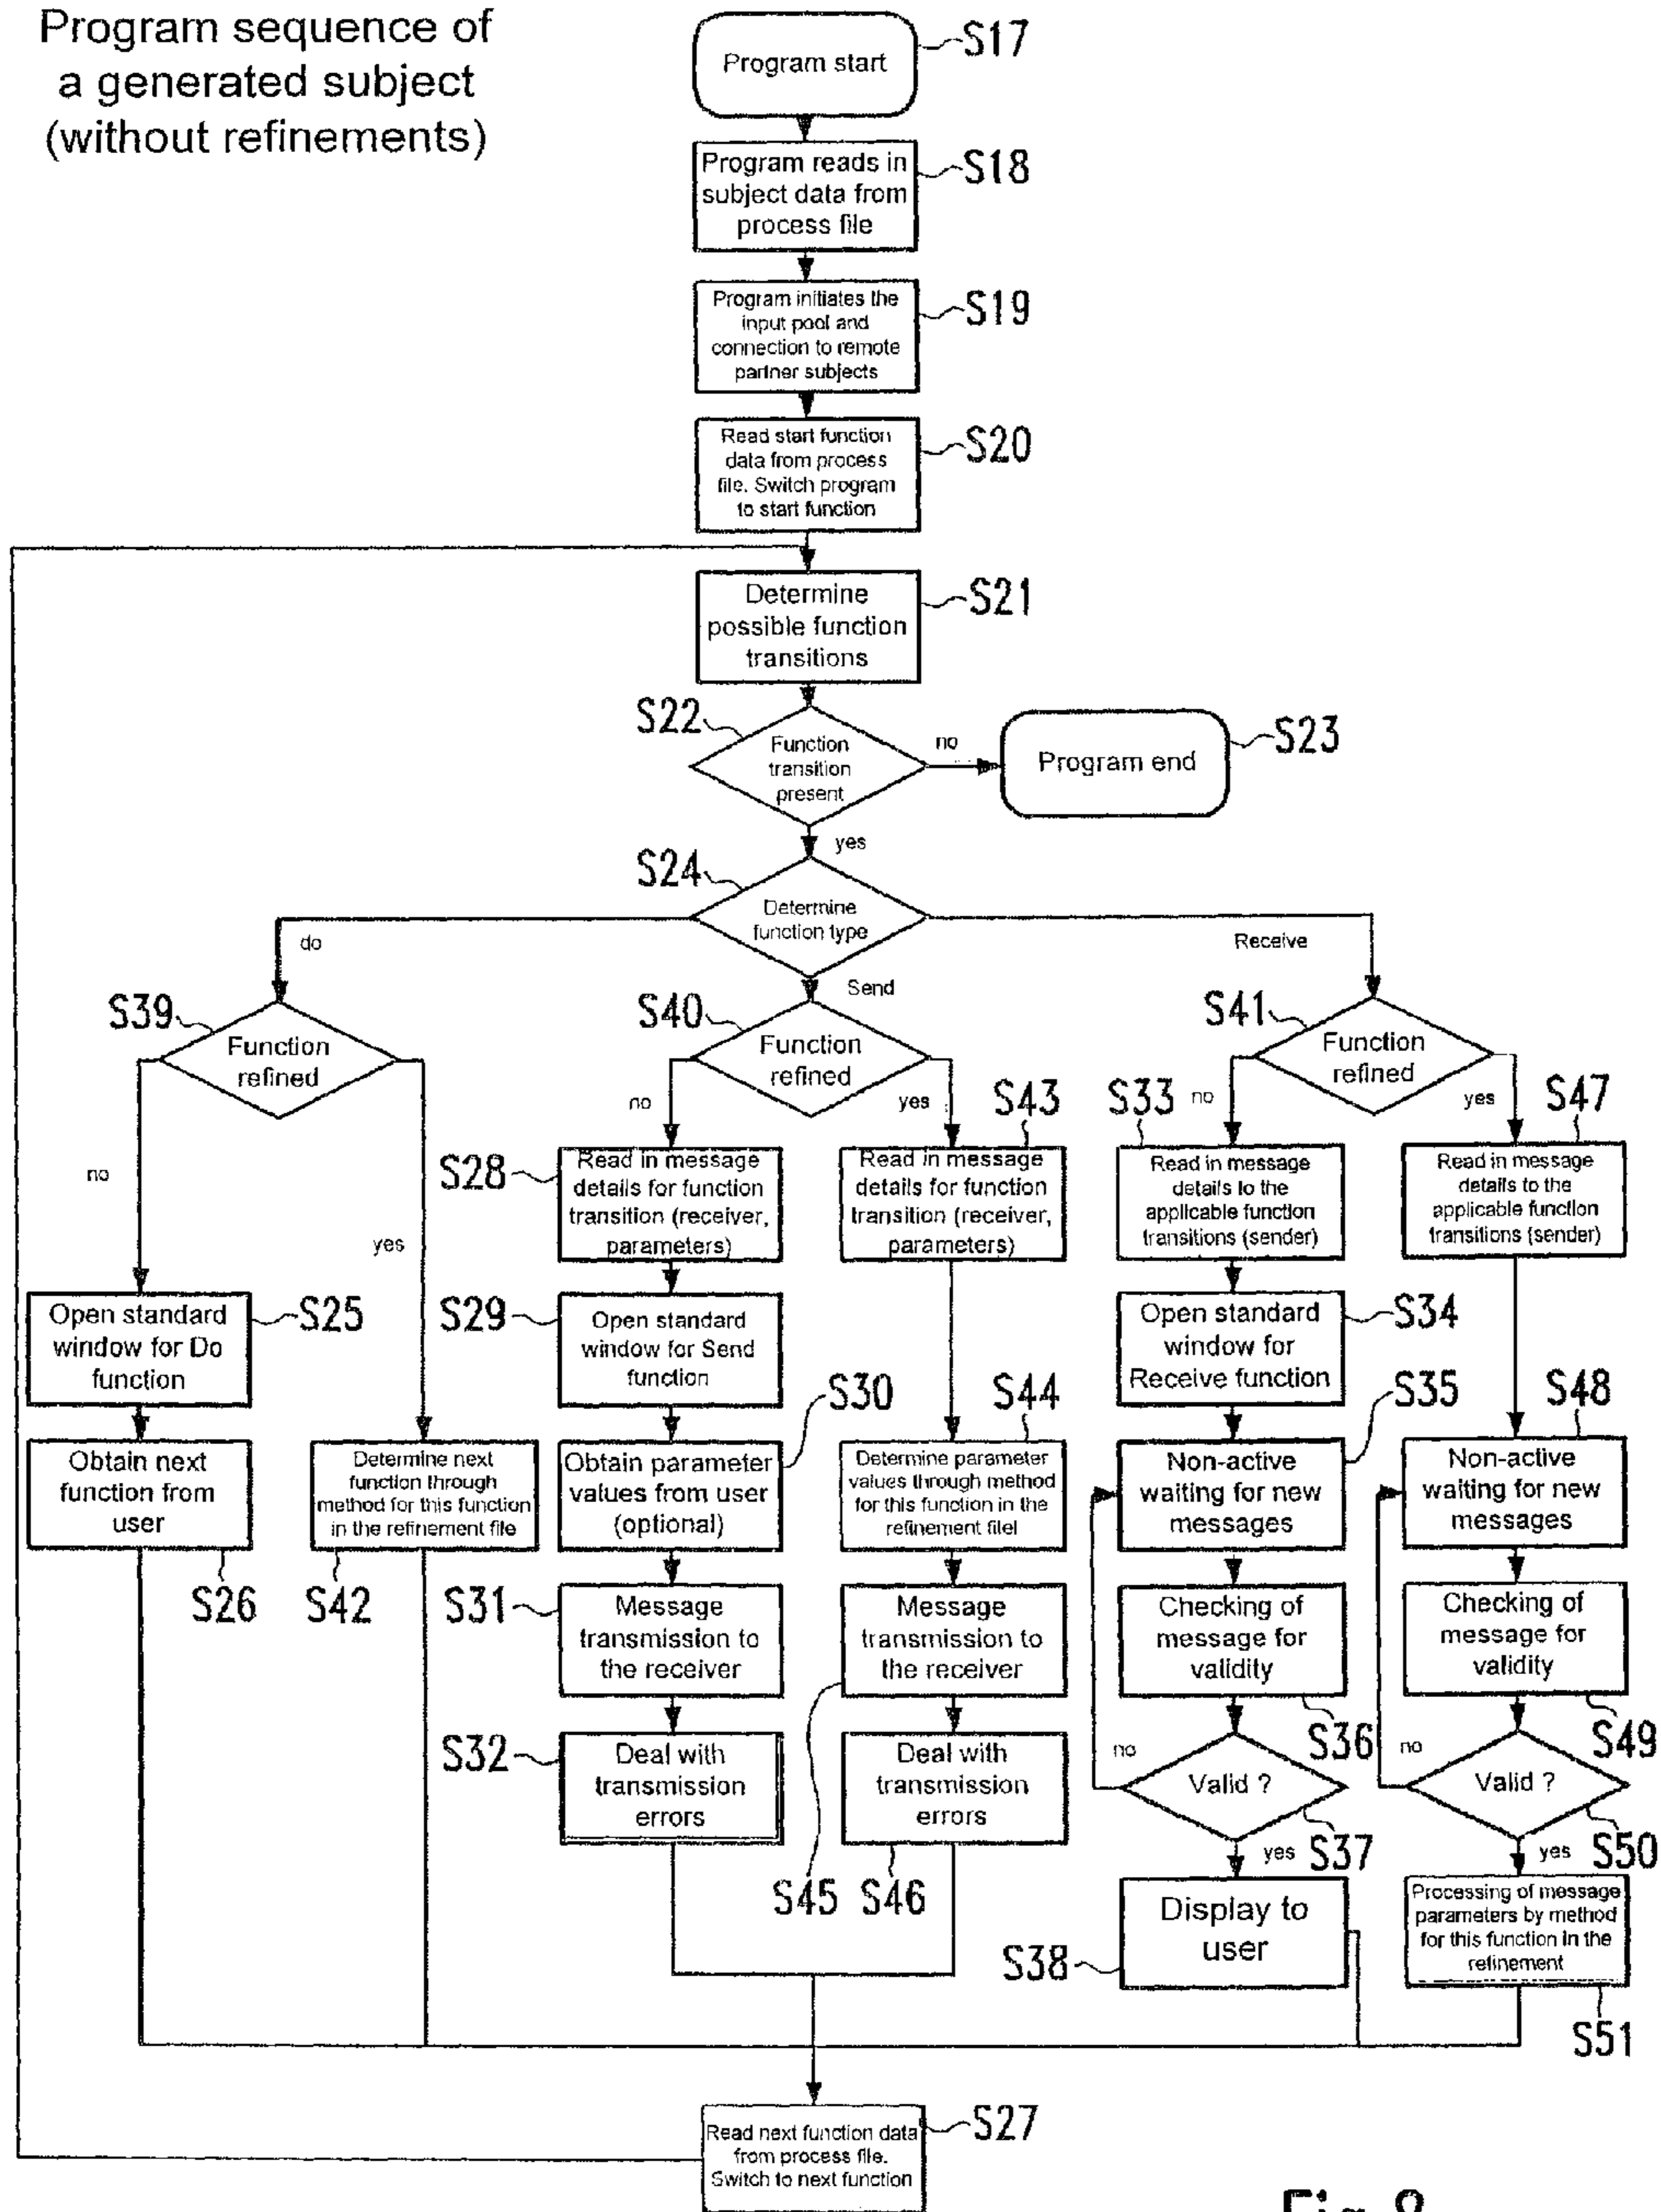 Program sequence of
a generated subject
(without refinements)
Program start
S17
Program reads in
subject data from
process file
S18
Program initiates the
input pool and
connection to remote
partner subjects
S19
Read start function
data from process
file. Switch program
to start function
S20
Determine
possible function
transitions
S21
S22
Function
transition
present
no
Program end
S23
yes
S24
Determine
function type
do
Send
Receive
S39
Function
refined
no
yes
S40
Function
refined
no
yes
S41
Function
refined
no
yes
S28
Read in message
details for function
transition (receiver,
parameters)
S43
Read in message
details for function
transition (receiver,
parameters)
S33
Read in message
details to the
applicable function
transitions (sender)
S47
Read in message
details to the
applicable function
transitions (sender)
Open standard
window for Do
function
S25
S29
Open standard
window for Send
function
Open standard
window for
Receive function
S34
Obtain next
function from
user
S26
Determine next
function through
method for this function
in the refinement file
S42
Obtain parameter
values from user
(optional)
S30
S44
Determine parameter
values through method
for this function in the
refinement filel
Non-active
waiting for new
messages
S35
S48
Non-active
waiting for new
messages
S31
Message
transmission to
the receiver
Message
transmission to
the receiver
S45
Checking of
message for
validity
S36
Checking of
message for
validity
S49
S32
Deal with
transmission
errors
Deal with
transmission
errors
S46
no
Valid ?
S37
yes
no
Valid ?
S50
yes
S38
Display to
user
Processing of message
parameters by method
for this function in the
refinement
S51
Read next function data
from process file.
Switch to next function
S27